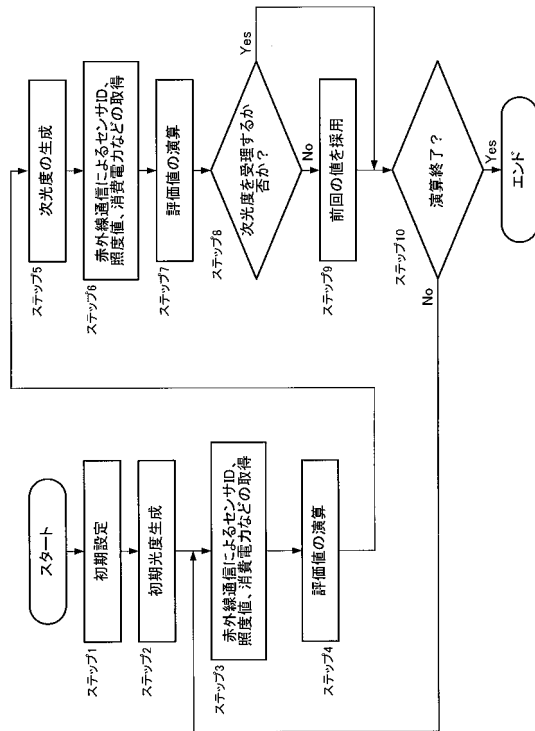 スタート
ステップ1
初期設定
ステップ2
初期光度生成
ステップ3
赤外線通信によるセンサID、
照度値、消費電力などの取得
ステップ4
評価値の演算
ステップ5
次光度の生成
ステップ6
赤外線通信によるセンサID、
照度値、消費電力などの取得
ステップ7
評価値の演算
ステップ8
次光度を受理するか
否か?
Yes
No
ステップ9
前回の値を採用
ステップ10
演算終了?
No
Yes
エンド